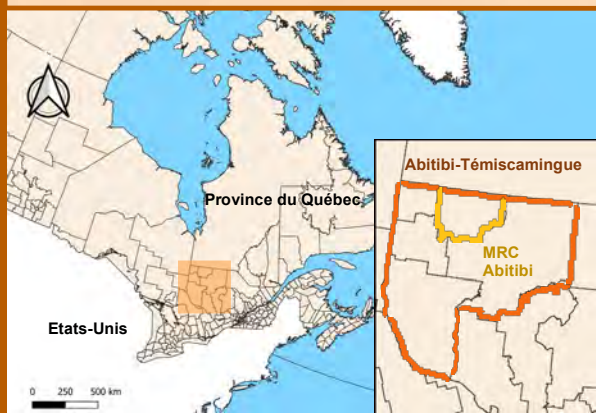 Province du Québec
Etats-Unis
0 250 500 km
Abitibi-Témiscamingue
MRC
Abitibi